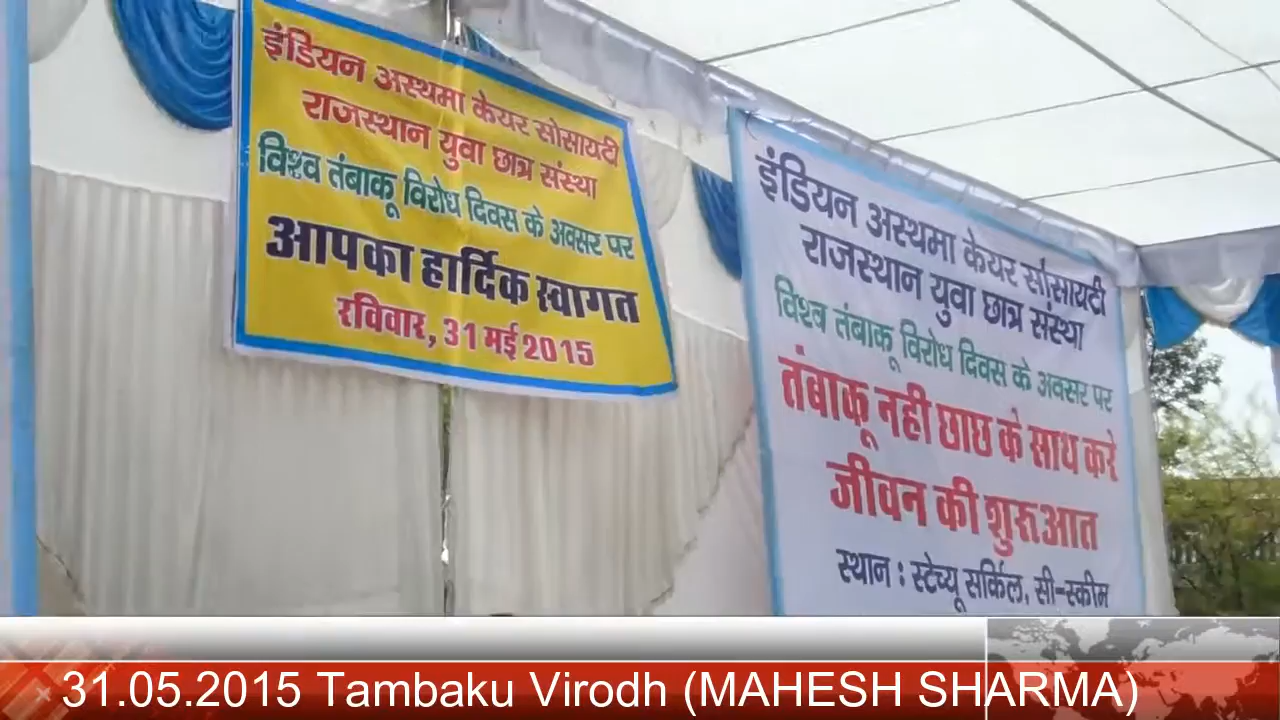 इंडियन अस्थमा केयर सोसायटी
राजस्थान युवा छात्र संस्था
विश्व तंबाकू विरोध दिवस के अवसर पर
आपका हार्दिक स्वागत
रविवार, 31 मई 2015
इंडियन अस्थमा केयर सोसायटी
राजस्थान युवा छात्र संस्था
विश्व तंबाकू विरोध दिवस के अवसर पर
तंबाकू नही छाछ के साथ करे
जीवन की शुरूआत
स्थान : स्टेच्यू सर्किल, सी-स्कीम
31.05.2015 Tambaku Virodh (MAHESH SHARMA)